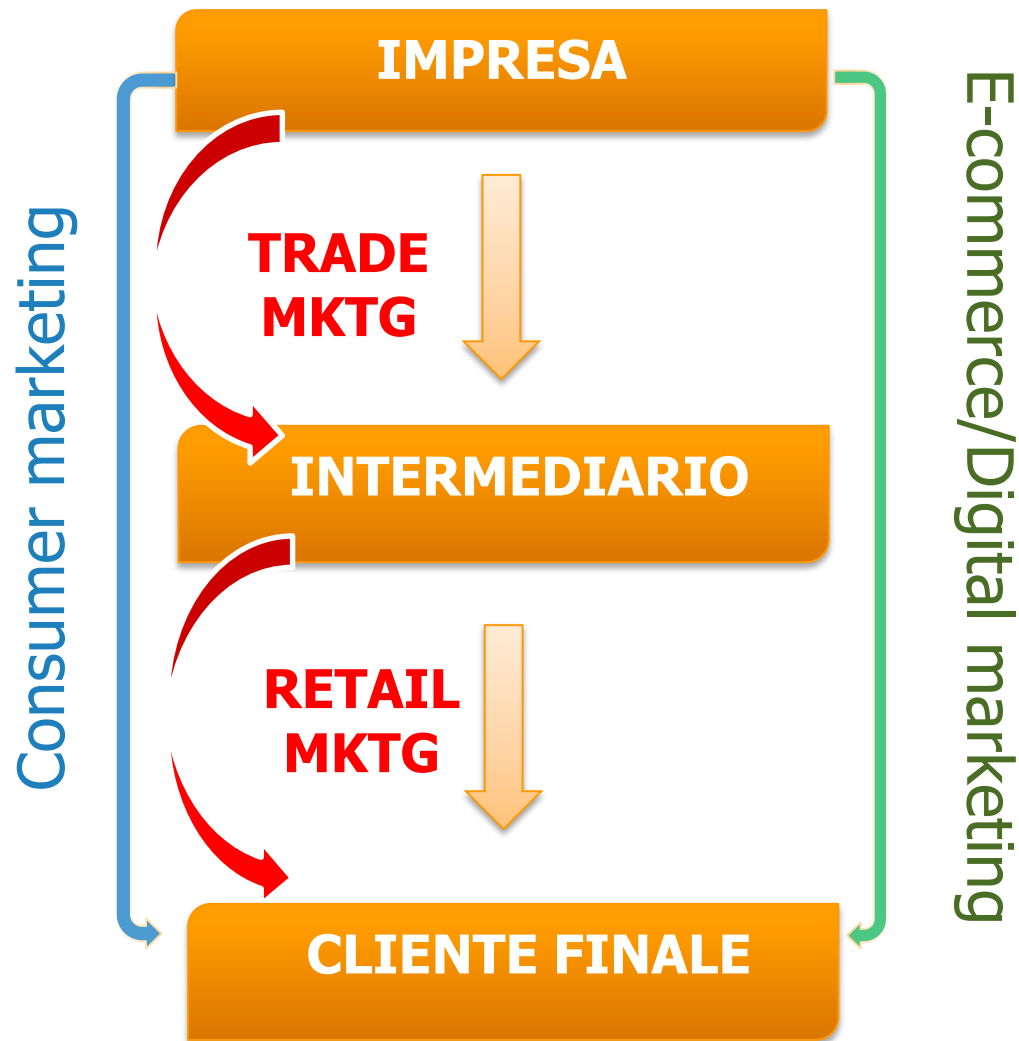 IMPRESA
Consumer marketing
E-commerce/Digital marketing
TRADE
MKTG
INTERMEDIARIO
RETAIL
MKTG
CLIENTE FINALE